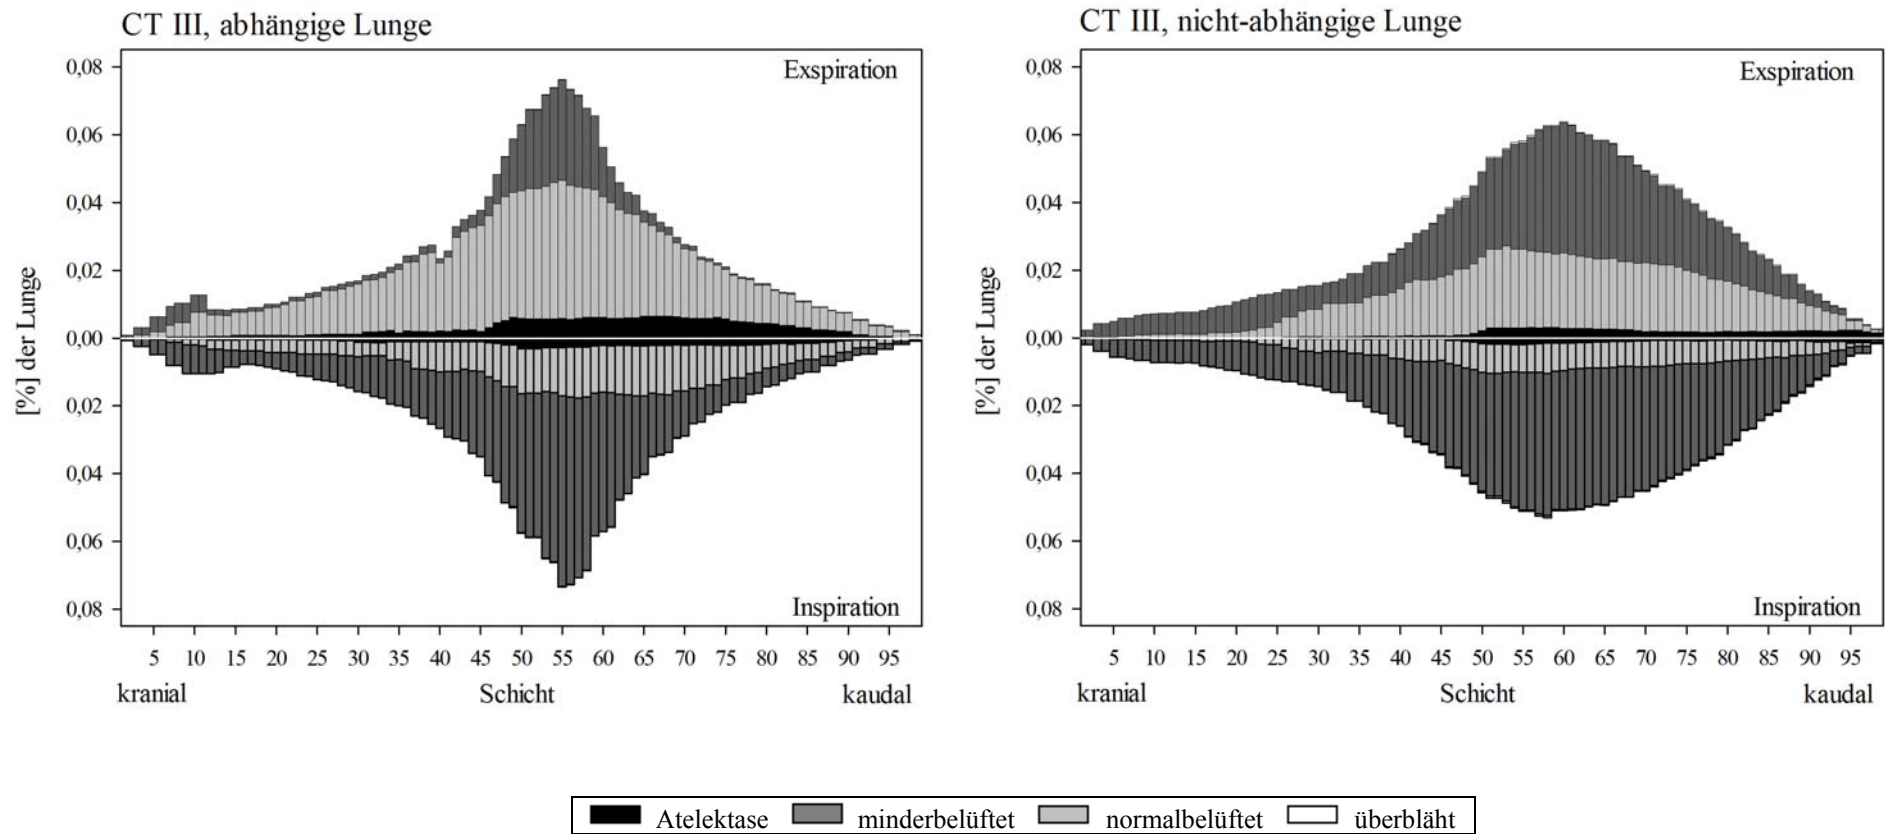 CT III, abhängige Lunge
Exspiration
[%] der Lunge
0,08
0,06
0,04
0,02
0,00
0,02
0,04
0,06
0,08
Inspiration
5 10 15 20 25 30 35 40 45 50 55 60 65 70 75 80 85 90 95
kranial Schicht kaudal
CT III, nicht-abhängige Lunge
Exspiration
[%] der Lunge
0,08
0,06
0,04
0,02
0,00
0,02
0,04
0,06
0,08
Inspiration
5 10 15 20 25 30 35 40 45 50 55 60 65 70 75 80 85 90 95
kranial Schicht kaudal
Atelektase minderbelüftet normalbelüftet überbläht